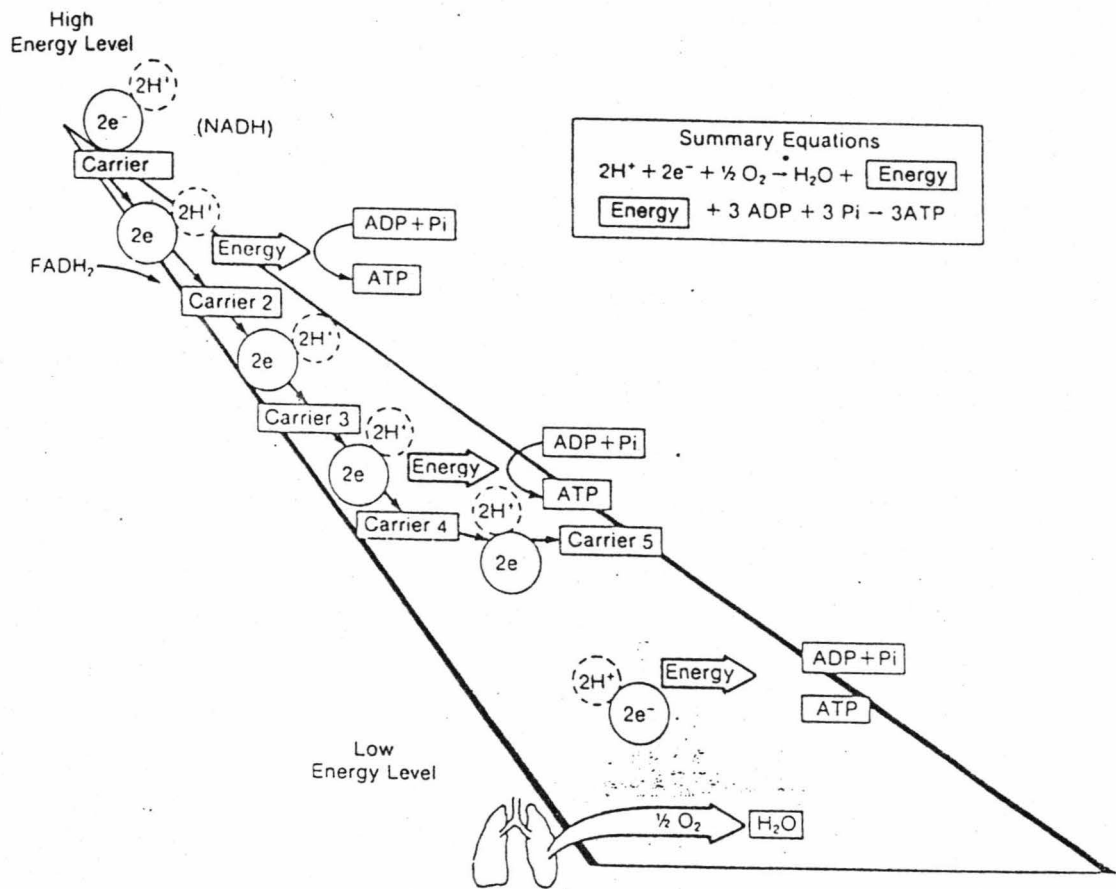 High
Energy Level
2H⁺
2e⁻
(NADH)
Carrier
Summary Equations
2H⁺ + 2e⁻ + ½ O₂ → H₂O + Energy
Energy + 3 ADP + 3 Pi – 3ATP
2H⁺
2e
Energy
ADP + Pi
ATP
FADH₂
Carrier 2
2H⁺
2e
Carrier 3
2H⁺
2e
Energy
ADP + Pi
ATP
2H⁺
Carrier 4
2e
Carrier 5
ADP + Pi
Energy
2H⁺
2e⁻
ATP
Low
Energy Level
½ O₂
H₂O